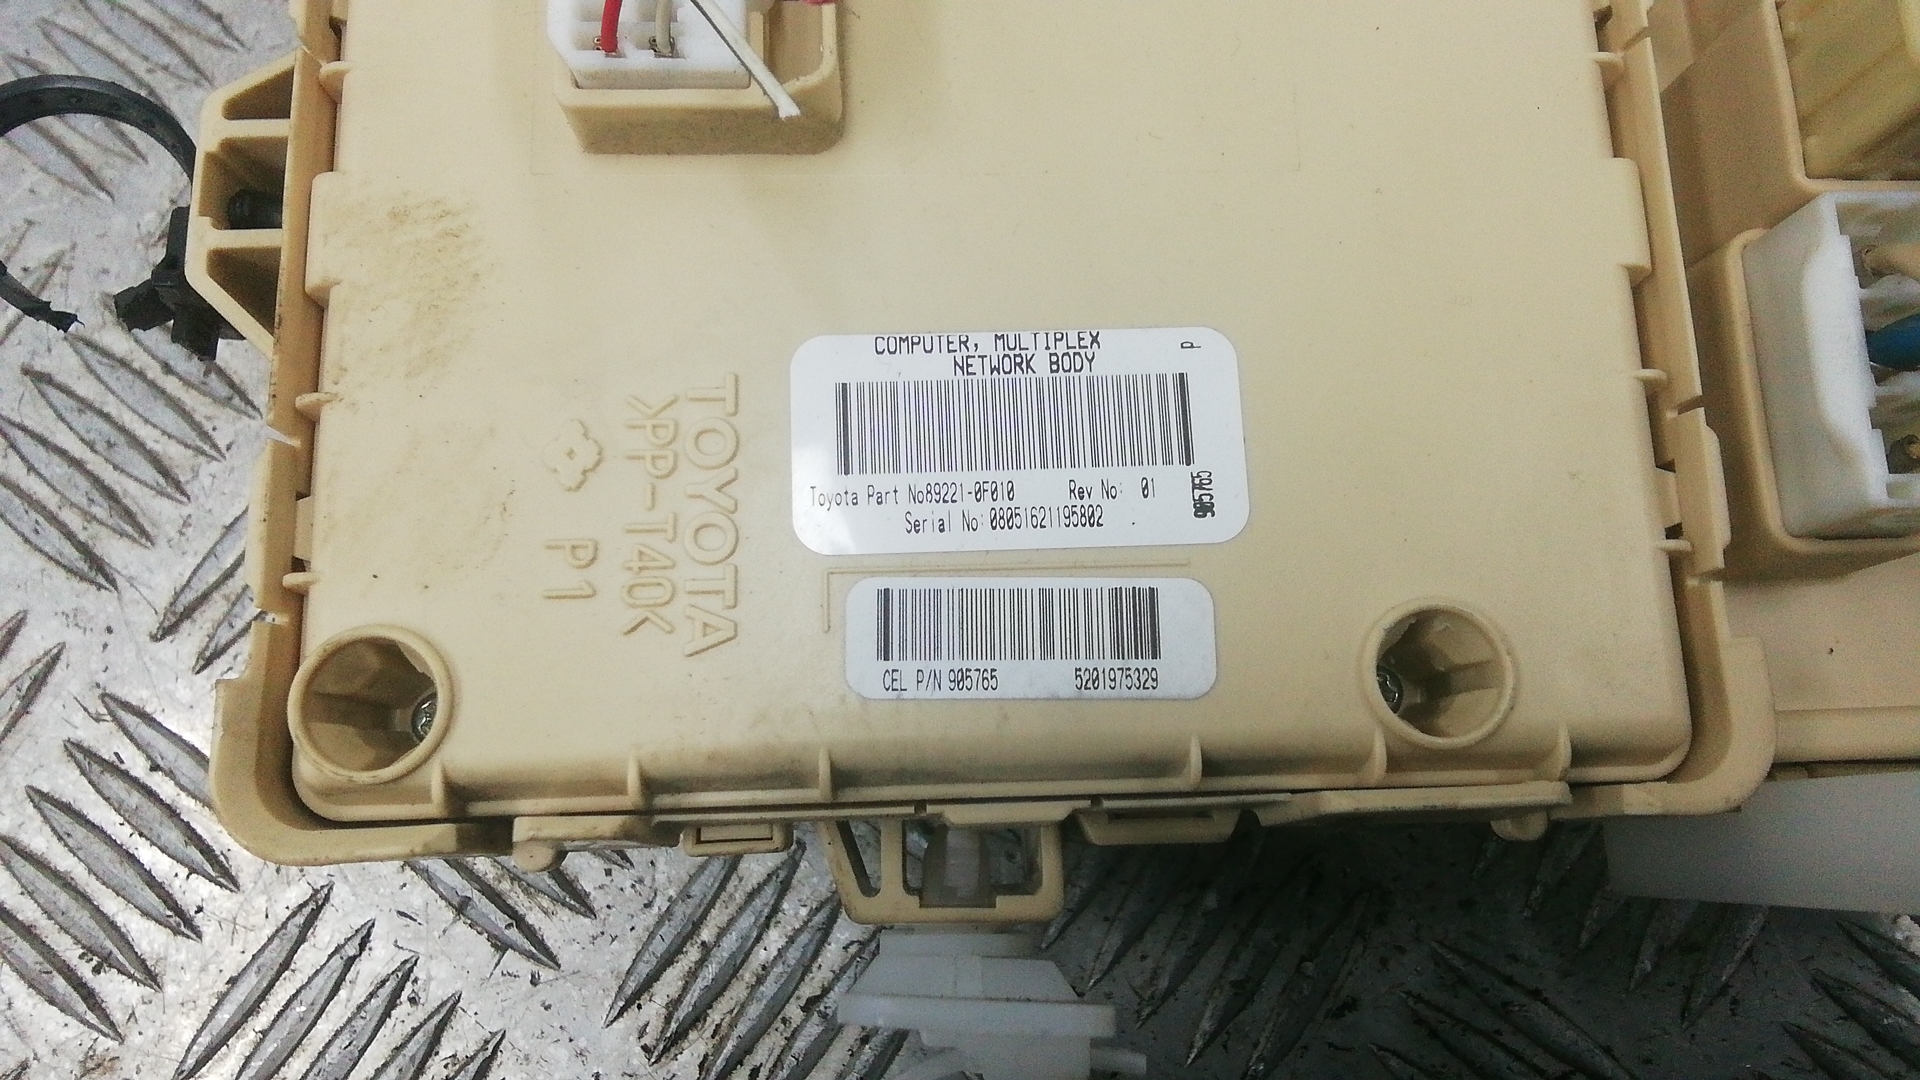 COMPUTER, MULTIPLEX
NETWORK BODY
P
Toyota Part No89221-0F010 Rev No: 01
Serial No:08051621195802
905765
CEL P/N 905765 5201975329
TOYOTA
>PP-T40<
P1